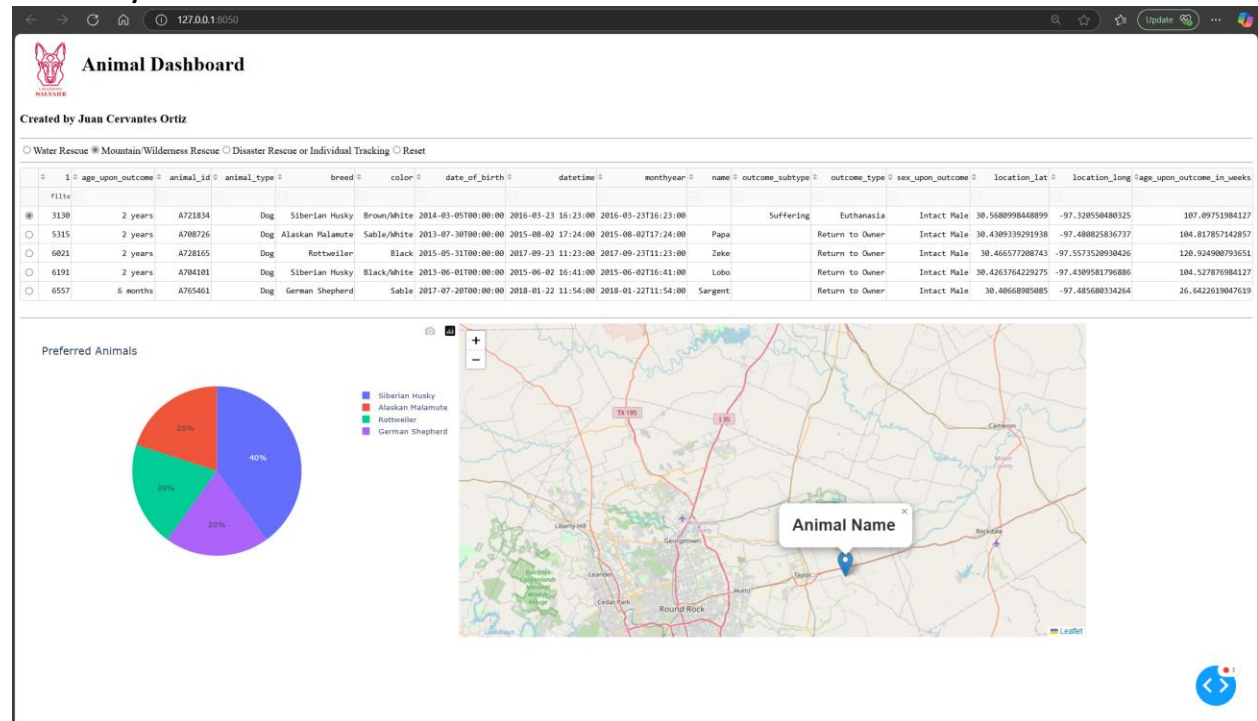 127.0.0.1:8050
Update
GRAZIOSO
SALVARE
Animal Dashboard
Created by Juan Cervantes Ortiz
Water Rescue Mountain/Wilderness Rescue Disaster Rescue or Individual Tracking Reset
1 age_upon_outcome animal_id animal_type breed color date_of_birth datetime monthyear name outcome_subtype outcome_type sex_upon_outcome location_lat location_long age_upon_outcome_in_weeks
filte
3130 2 years A721834 Dog Siberian Husky Brown/White 2014-03-05T00:00:00 2016-03-23 16:23:00 2016-03-23T16:23:00 Suffering Euthanasia Intact Male 30.5680998448899 -97.320550480325 107.09751984127
5315 2 years A708726 Dog Alaskan Malamute Sable/White 2013-07-30T00:00:00 2015-08-02 17:24:00 2015-08-02T17:24:00 Papa Return to Owner Intact Male 30.4309339291938 -97.480825836737 104.817857142857
6021 2 years A728165 Dog Rottweiler Black 2015-05-31T00:00:00 2017-09-23 11:23:00 2017-09-23T11:23:00 Zeke Return to Owner Intact Male 30.466577208743 -97.5573520930426 120.924900793651
6191 2 years A704101 Dog Siberian Husky Black/White 2013-06-01T00:00:00 2015-06-02 16:41:00 2015-06-02T16:41:00 Lobo Return to Owner Intact Male 30.4263764229275 -97.4309581796886 104.527876984127
6557 6 months A765461 Dog German Shepherd Sable 2017-07-20T00:00:00 2018-01-22 11:54:00 2018-01-22T11:54:00 Sargent Return to Owner Intact Male 30.40668985085 -97.485680334264 26.6422619047619
Preferred Animals
20%
40%
20%
20%
Siberian Husky
Alaskan Malamute
Rottweiler
German Shepherd
+
−
TX 195
I 35
Cameron
Milam
County
Animal Name
×
Liberty Hill
Georgetown
Rockdale
Taylor
Leander
Hutto
Cedar Park
Round Rock
Leaflet